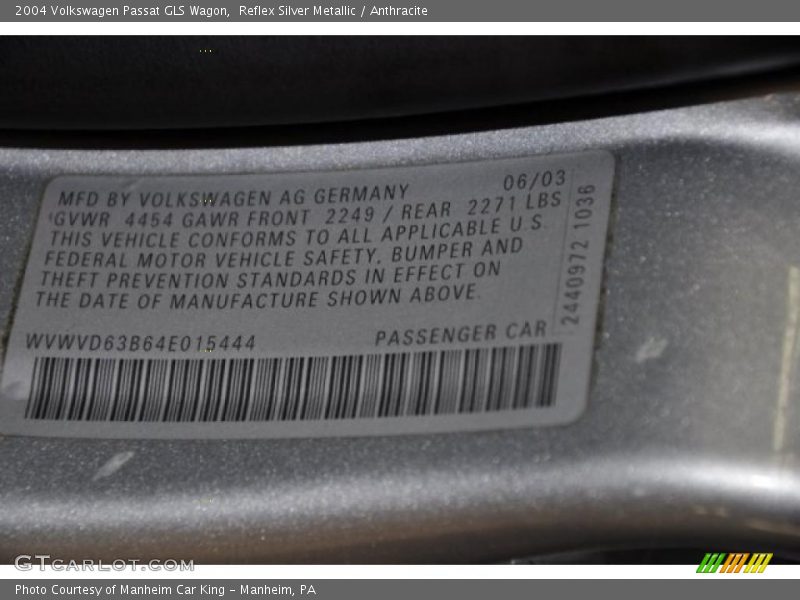 2004 Volkswagen Passat GLS Wagon,  Reflex Silver Metallic / Anthracite
MFD BY VOLKSWAGEN AG GERMANY 06/03
GVWR 4454 GAWR FRONT 2249 / REAR 2271 LBS
THIS VEHICLE CONFORMS TO ALL APPLICABLE U.S.
FEDERAL MOTOR VEHICLE SAFETY, BUMPER AND
THEFT PREVENTION STANDARDS IN EFFECT ON
THE DATE OF MANUFACTURE SHOWN ABOVE.
2440972 1036
WVWVD63B64E015444 PASSENGER CAR
GTCARLOT.COM
Photo Courtesy of Manheim Car King - Manheim, PA